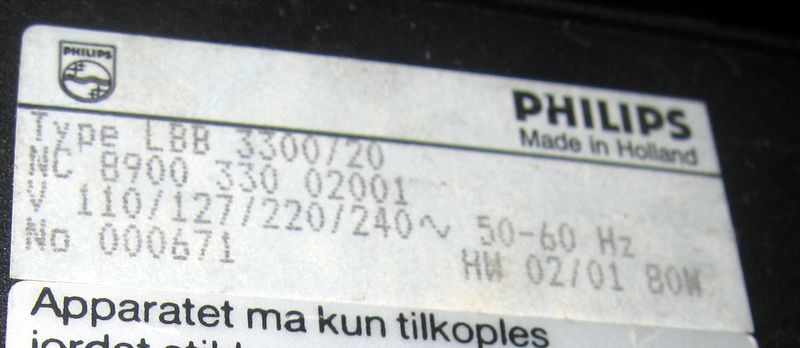 PHILIPS
PHILIPS
Made in Holland
Type LBB 3300/20
NC 8900 330 02001
V 110/127/220/240~ 50-60 Hz
No 000671 HW 02/01 80W
Apparatet ma kun tilkoples
jordet